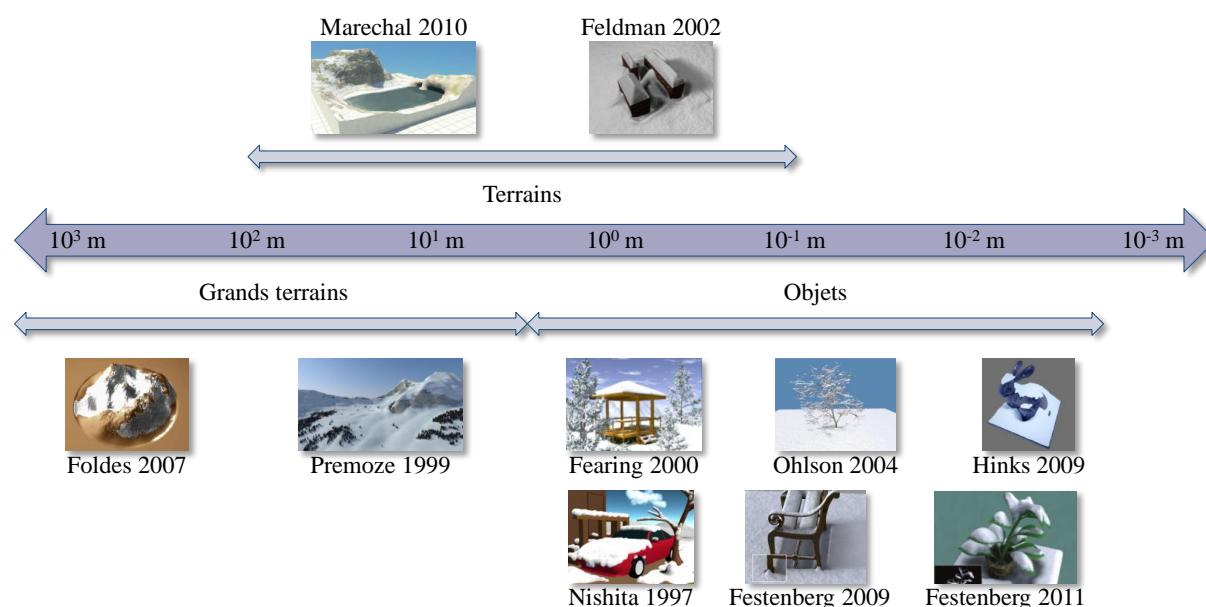 Marechal 2010 Feldman 2002
Terrains
10³ m 10² m 10¹ m 10⁰ m 10⁻¹ m 10⁻² m 10⁻³ m
Grands terrains Objets
Foldes 2007 Premoze 1999 Fearing 2000 Ohlson 2004 Hinks 2009
Nishita 1997 Festenberg 2009 Festenberg 2011